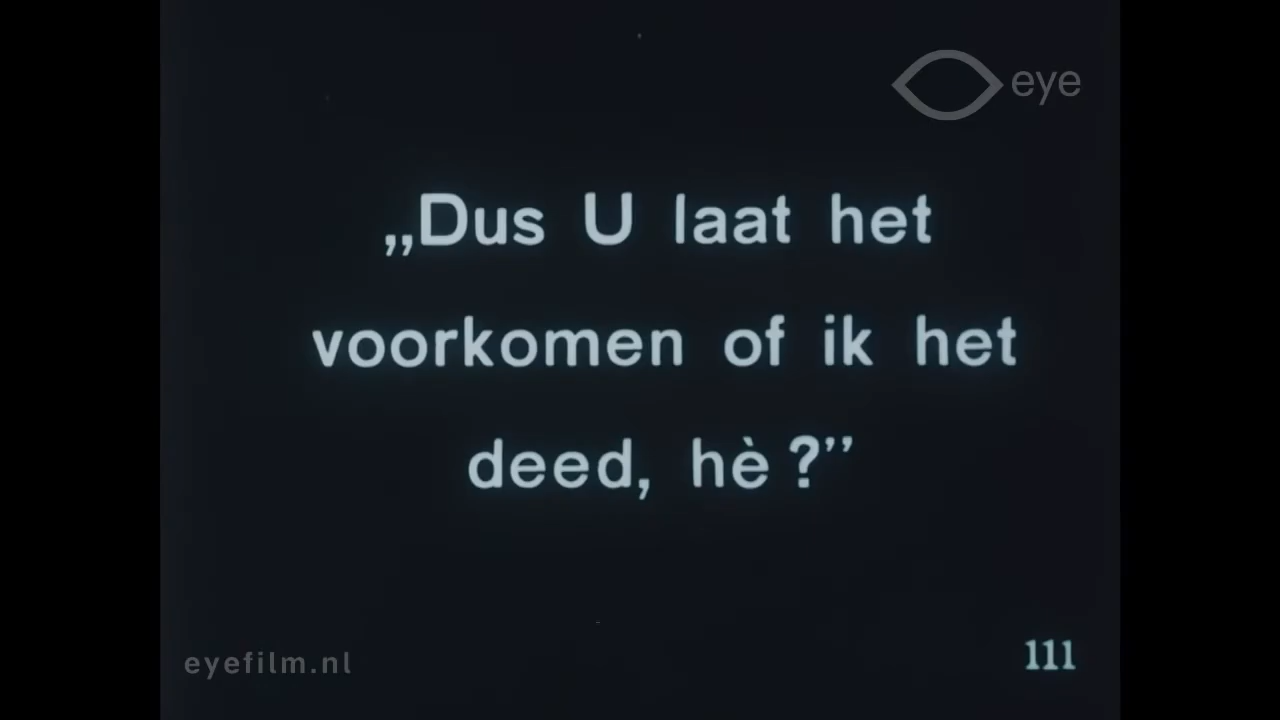 eye
„Dus U laat het
voorkomen of ik het
deed, hè ?”
eyefilm.nl
111